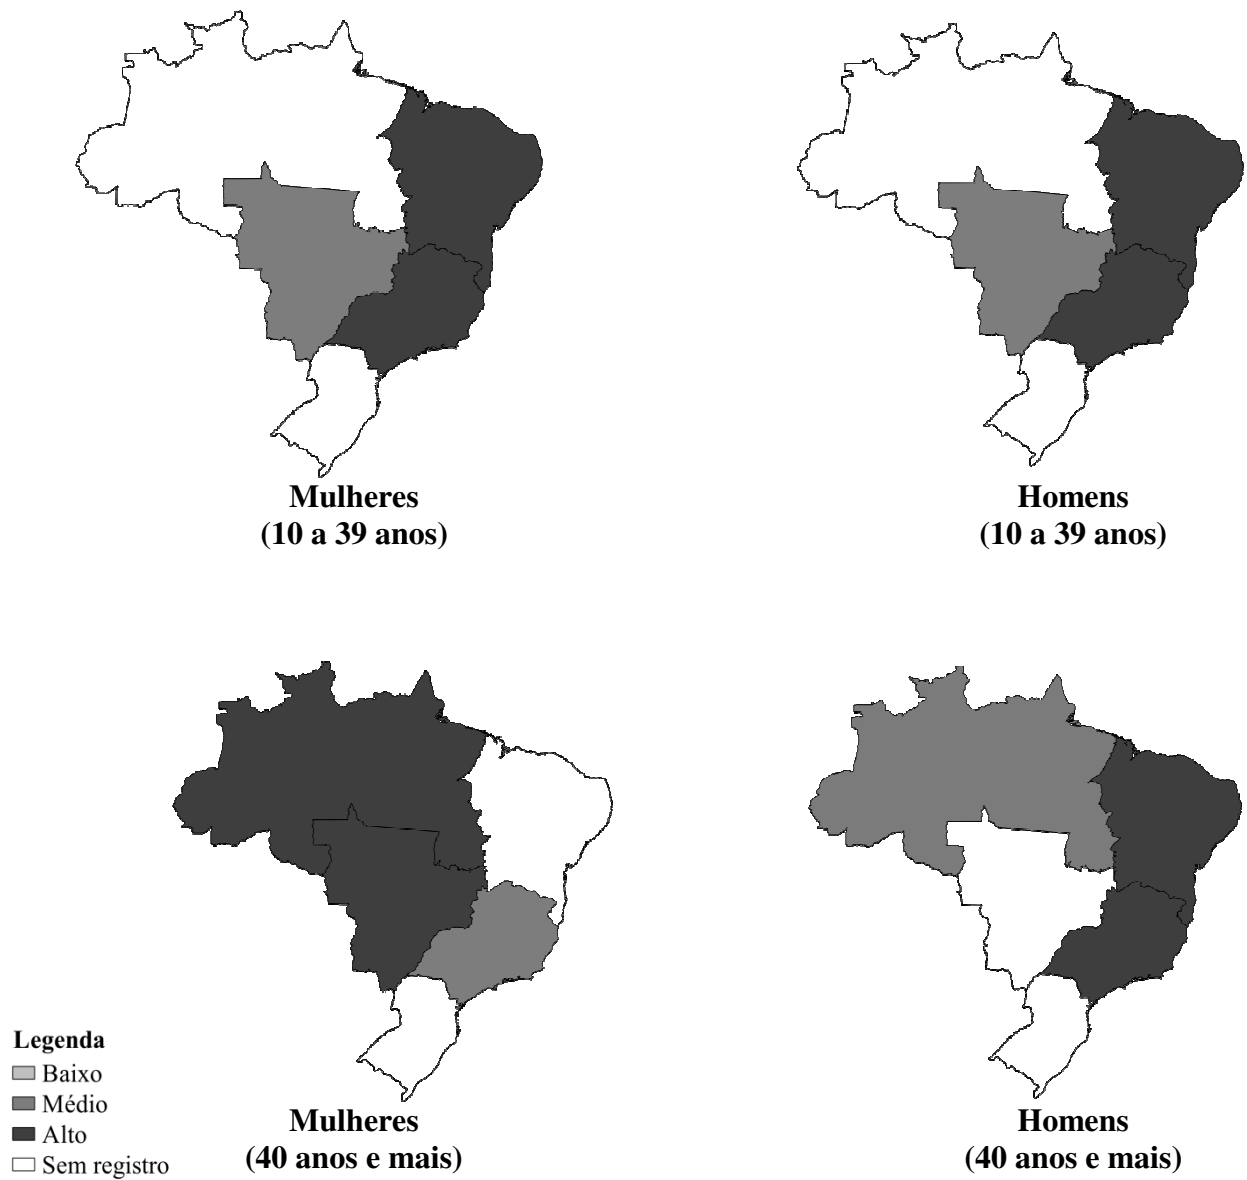 Mulheres
(10 a 39 anos)
Homens
(10 a 39 anos)
Legenda
Baixo
Médio
Alto
Sem registro
Mulheres
(40 anos e mais)
Homens
(40 anos e mais)